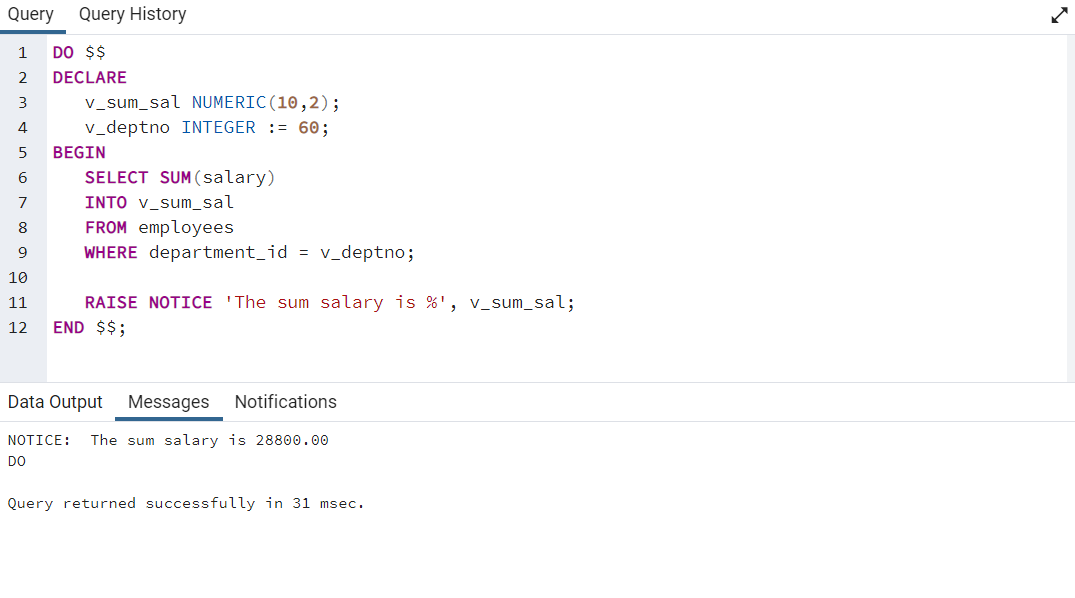 Query Query History
1 DO $$
2 DECLARE
3 v_sum_sal NUMERIC(10,2);
4 v_deptno INTEGER := 60;
5 BEGIN
6 SELECT SUM(salary)
7 INTO v_sum_sal
8 FROM employees
9 WHERE department_id = v_deptno;
10
11 RAISE NOTICE 'The sum salary is %', v_sum_sal;
12 END $$;
Data Output Messages Notifications
NOTICE:  The sum salary is 28800.00
DO
Query returned successfully in 31 msec.